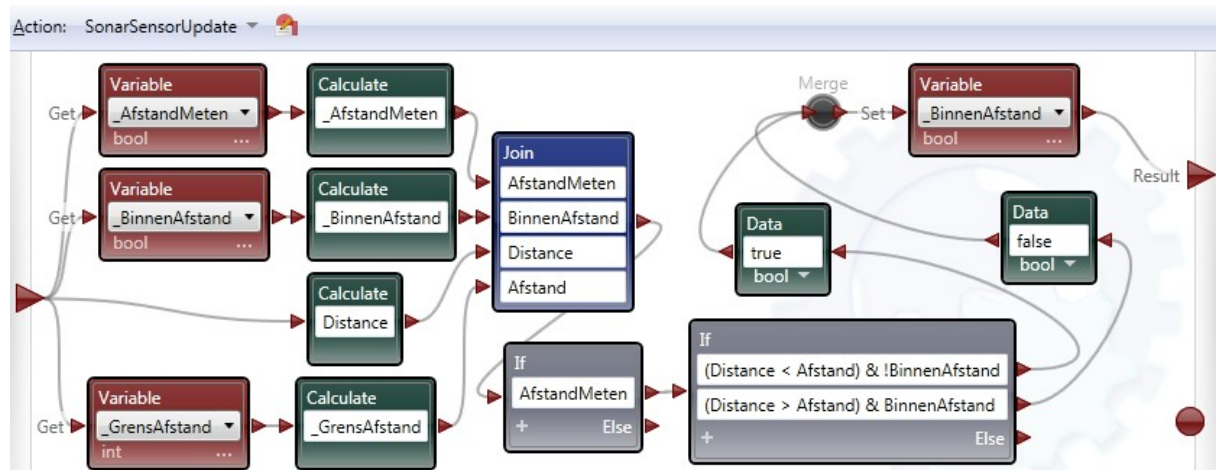 Action: SonarSensorUpdate
Get
Variable
_AfstandMeten
bool
...
Calculate
_AfstandMeten
Get
Variable
_BinnenAfstand
bool
...
Calculate
_BinnenAfstand
Calculate
Distance
Get
Variable
_GrensAfstand
int
...
Calculate
_GrensAfstand
Join
AfstandMeten
BinnenAfstand
Distance
Afstand
If
AfstandMeten
+ Else
If
(Distance < Afstand) & !BinnenAfstand
(Distance > Afstand) & BinnenAfstand
+ Else
Data
true
bool
Data
false
bool
Merge
Set
Variable
_BinnenAfstand
bool
...
Result